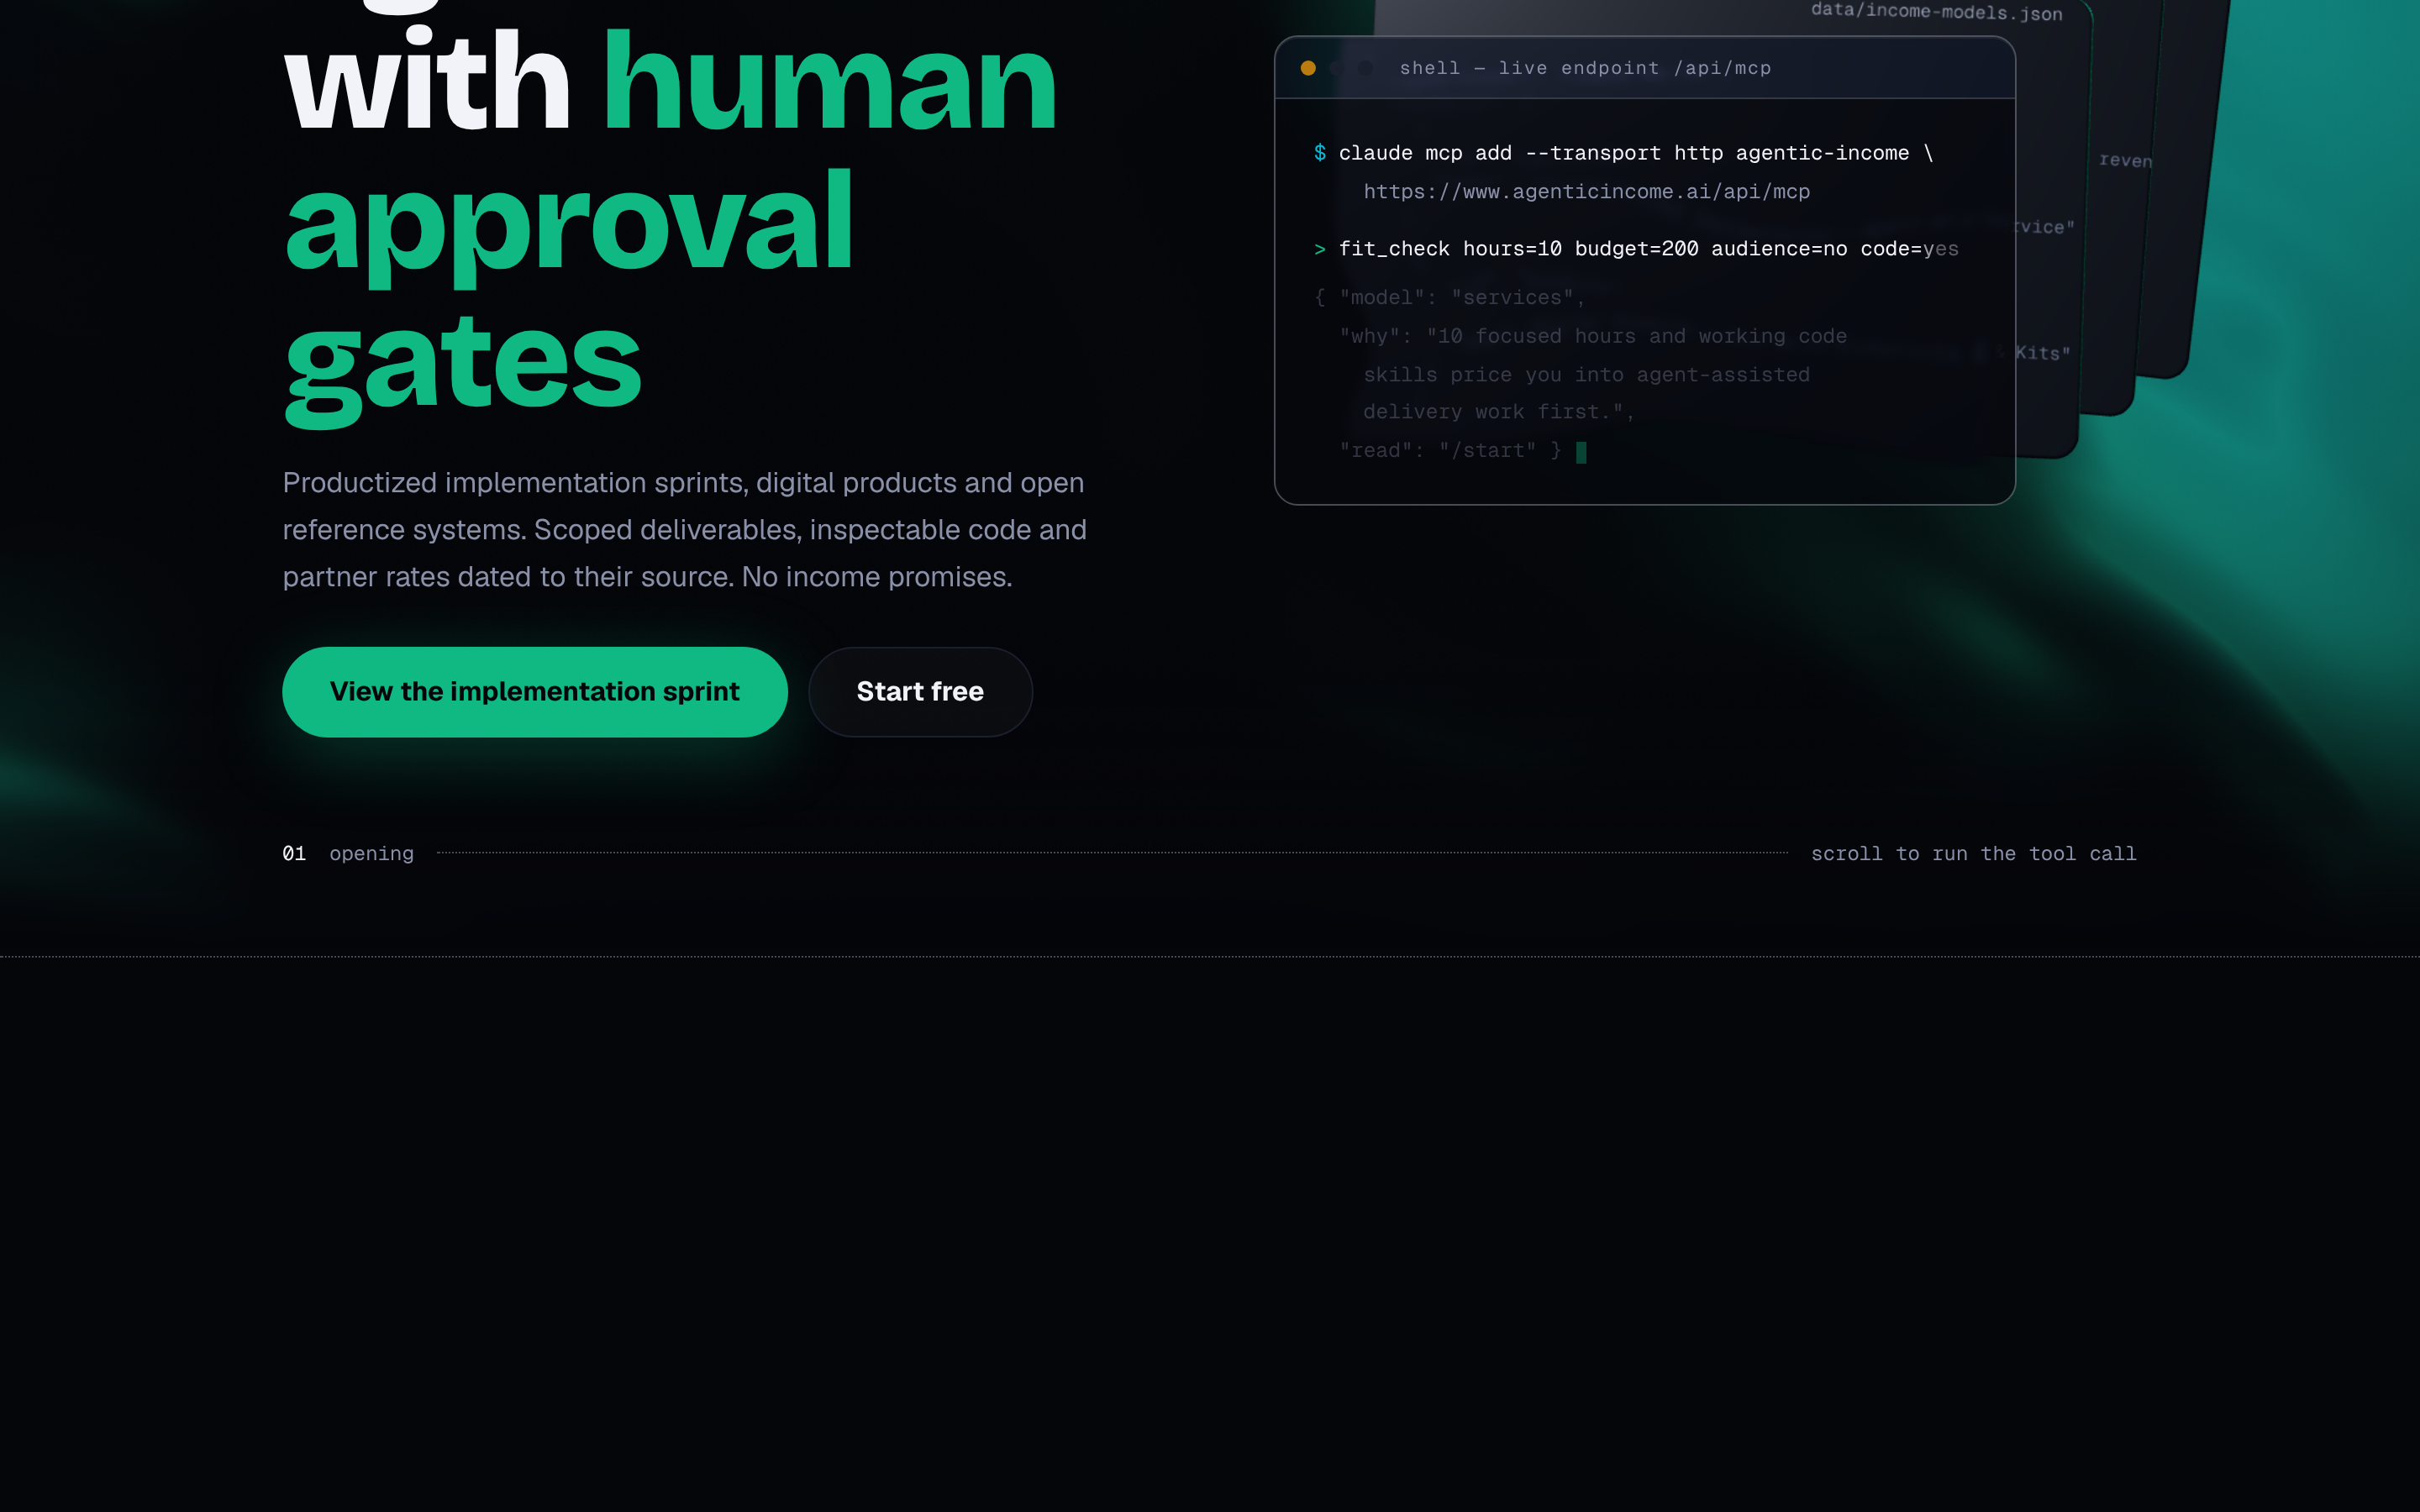 with human
approval
gates
Productized implementation sprints, digital products and open
reference systems. Scoped deliverables, inspectable code and
partner rates dated to their source. No income promises.
View the implementation sprint
Start free
data/income-models.json
shell — live endpoint /api/mcp
$ claude mcp add --transport http agentic-income \
https://www.agenticincome.ai/api/mcp
> fit_check hours=10 budget=200 audience=no code=yes
{ "model": "services",
"why": "10 focused hours and working code
skills price you into agent-assisted
delivery work first.",
"read": "/start" }
reven
rvice"
Kits"
01 opening
scroll to run the tool call